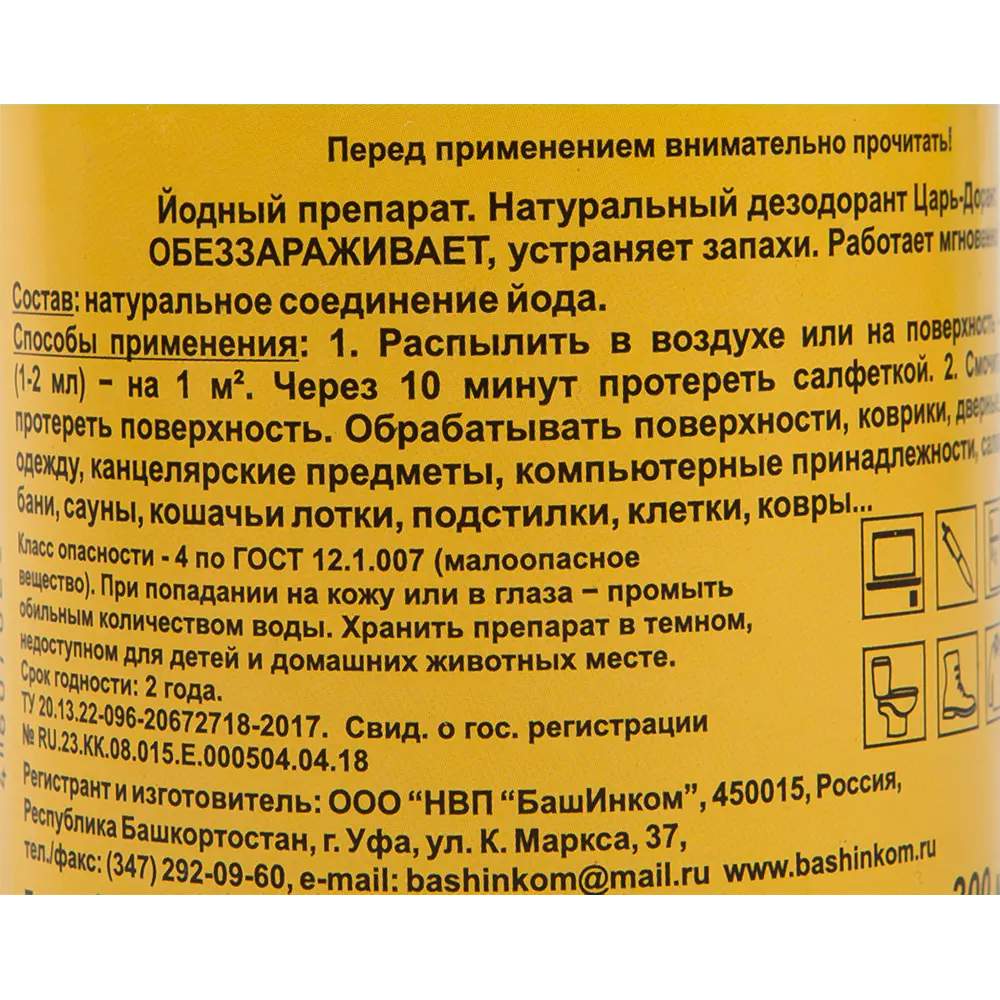 Перед применением внимательно прочитать!
Йодный препарат. Натуральный дезодорант Царь-Дорант
ОБЕЗЗАРАЖИВАЕТ, устраняет запахи. Работает
Состав: натуральное соединение йода.
Способы применения: 1. Распылить в воздухе или на поверхность
(1-2 мл) – на 1 м². Через 10 минут протереть салфеткой. 2.
протереть поверхность. Обрабатывать поверхности, коврики,
одежду, канцелярские предметы, компьютерные принадлежности,
бани, сауны, кошачьи лотки, подстилки, клетки, ковры...
Класс опасности - 4 по ГОСТ 12.1.007 (малоопасное
вещество). При попадании на кожу или в глаза – промыть
обильным количеством воды. Хранить препарат в темном,
недоступном для детей и домашних животных месте.
Срок годности: 2 года.
ТУ 20.13.22-096-20672718-2017. Свид. о гос. регистрации
№ RU.23.KK.08.015.E.000504.04.18
Регистрант и изготовитель: ООО “НВП “БашИнком”, 450015, Россия,
Республика Башкортостан, г. Уфа, ул. К. Маркса, 37,
тел./факс: (347) 292-09-60, e-mail: bashinkom@mail.ru www.bashinkom.ru